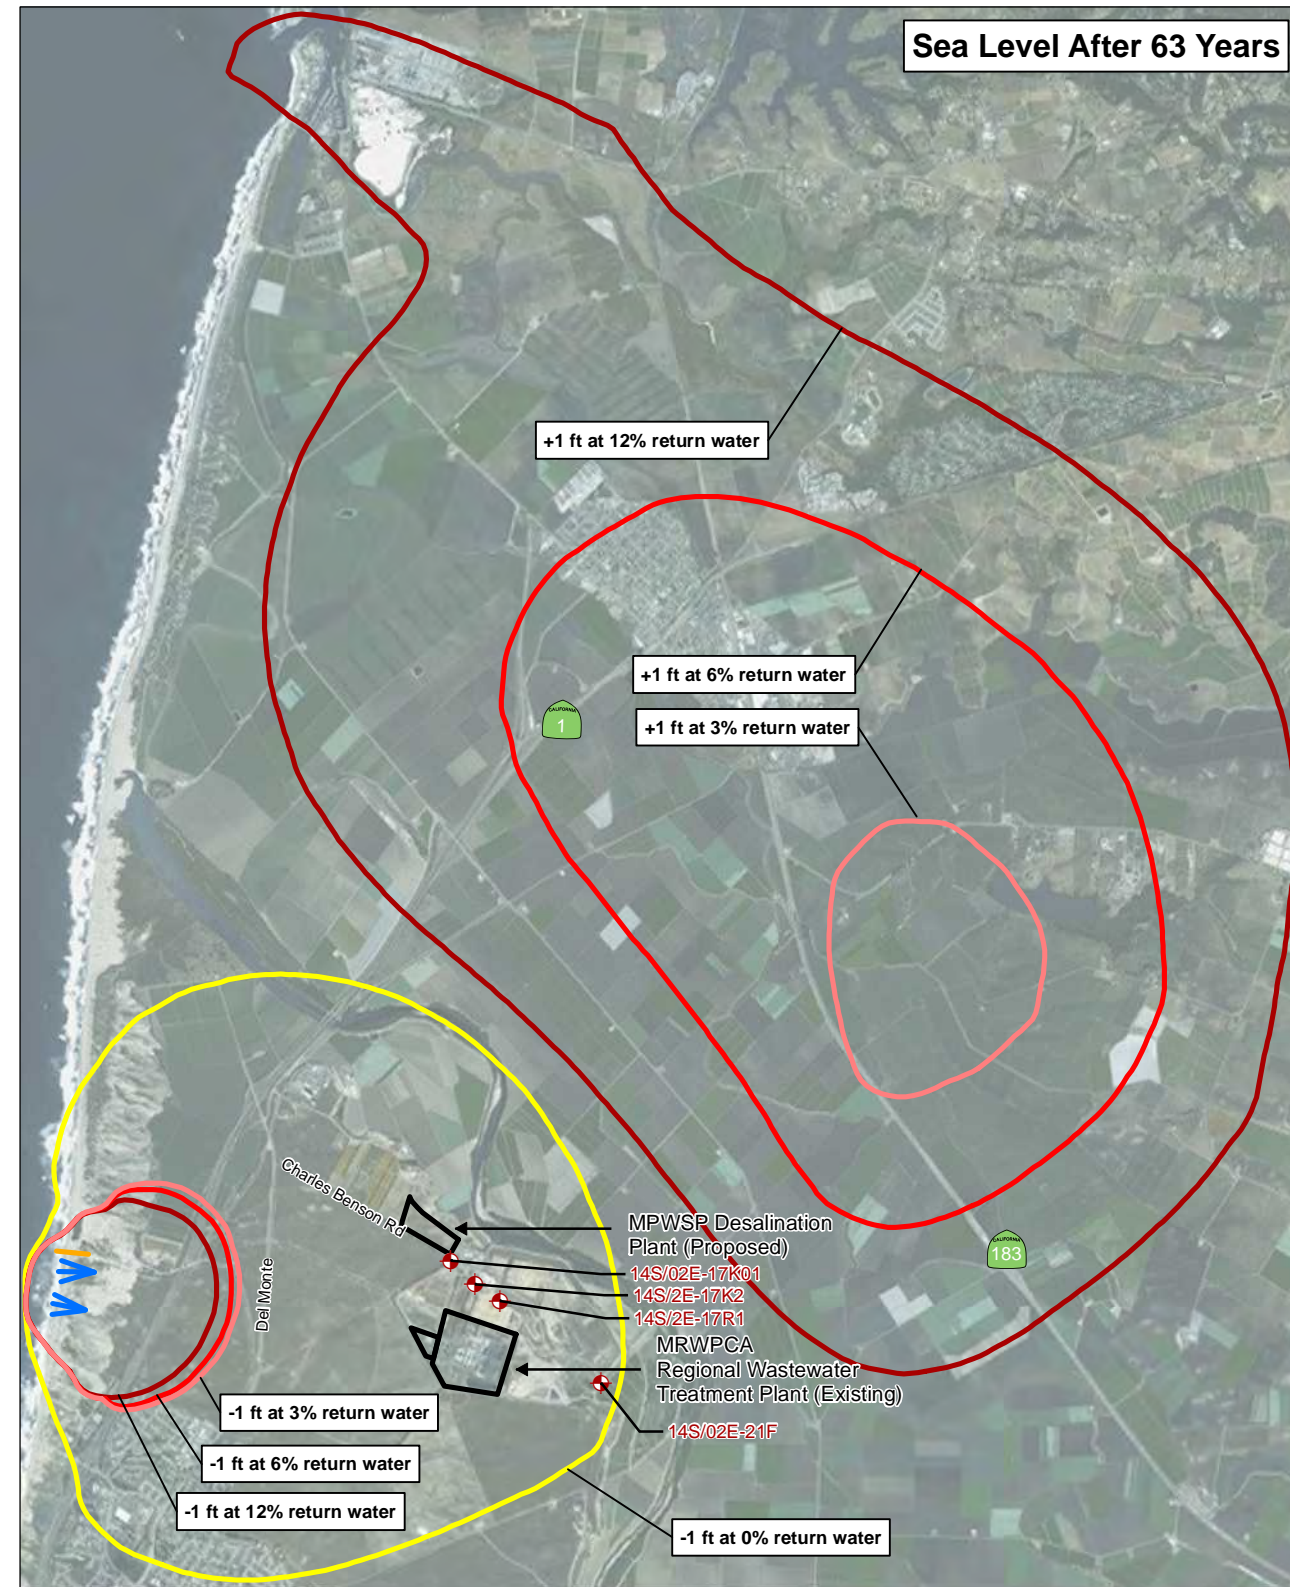 Sea Level After 63 Years
+1 ft at 12% return water
+1 ft at 6% return water
+1 ft at 3% return water
CALIFORNIA
1
Charles Benson Rd
MPWSP Desalination
Plant (Proposed)
14S/02E-17K01
14S/2E-17K2
14S/2E-17R1
MRWPCA
Regional Wastewater
Treatment Plant (Existing)
14S/02E-21F
CALIFORNIA
183
Del Monte
-1 ft at 3% return water
-1 ft at 6% return water
-1 ft at 12% return water
-1 ft at 0% return water